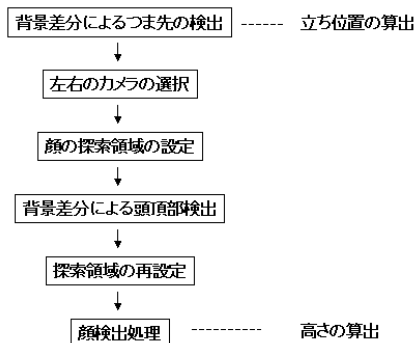 背景差分によるつま先の検出
立ち位置の算出
左右のカメラの選択
顔の探索領域の設定
背景差分による頭頂部検出
探索領域の再設定
顔検出処理
高さの算出